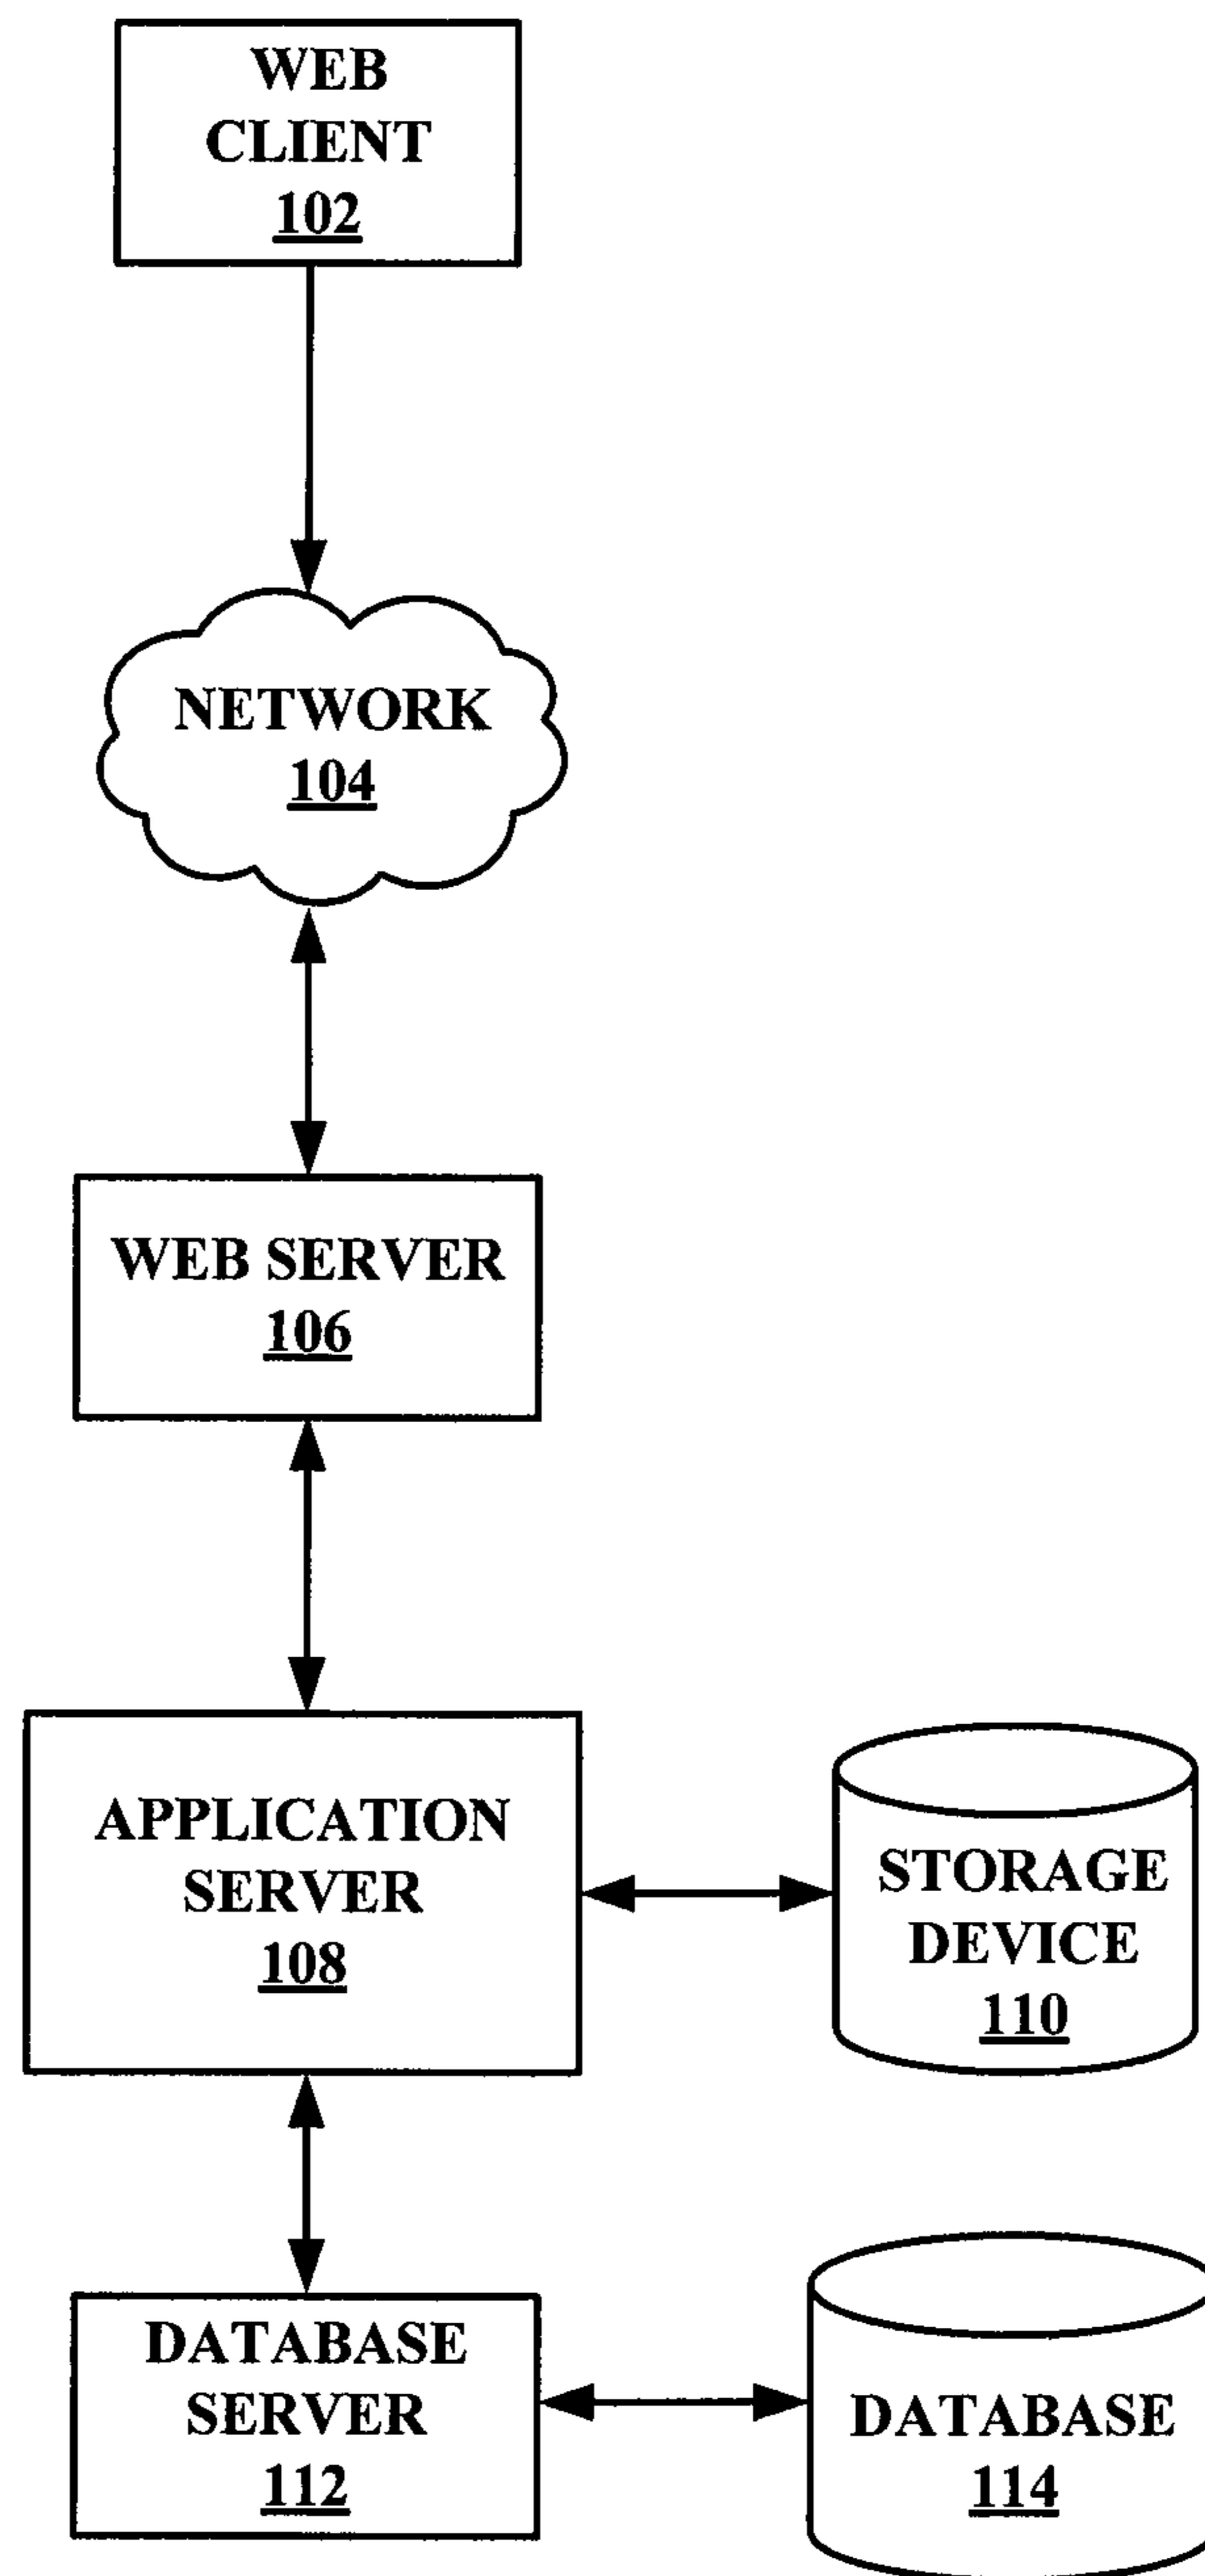 WEB
CLIENT
102
NETWORK
104
WEB SERVER
106
APPLICATION
SERVER
108
STORAGE
DEVICE
110
DATABASE
SERVER
112
DATABASE
114